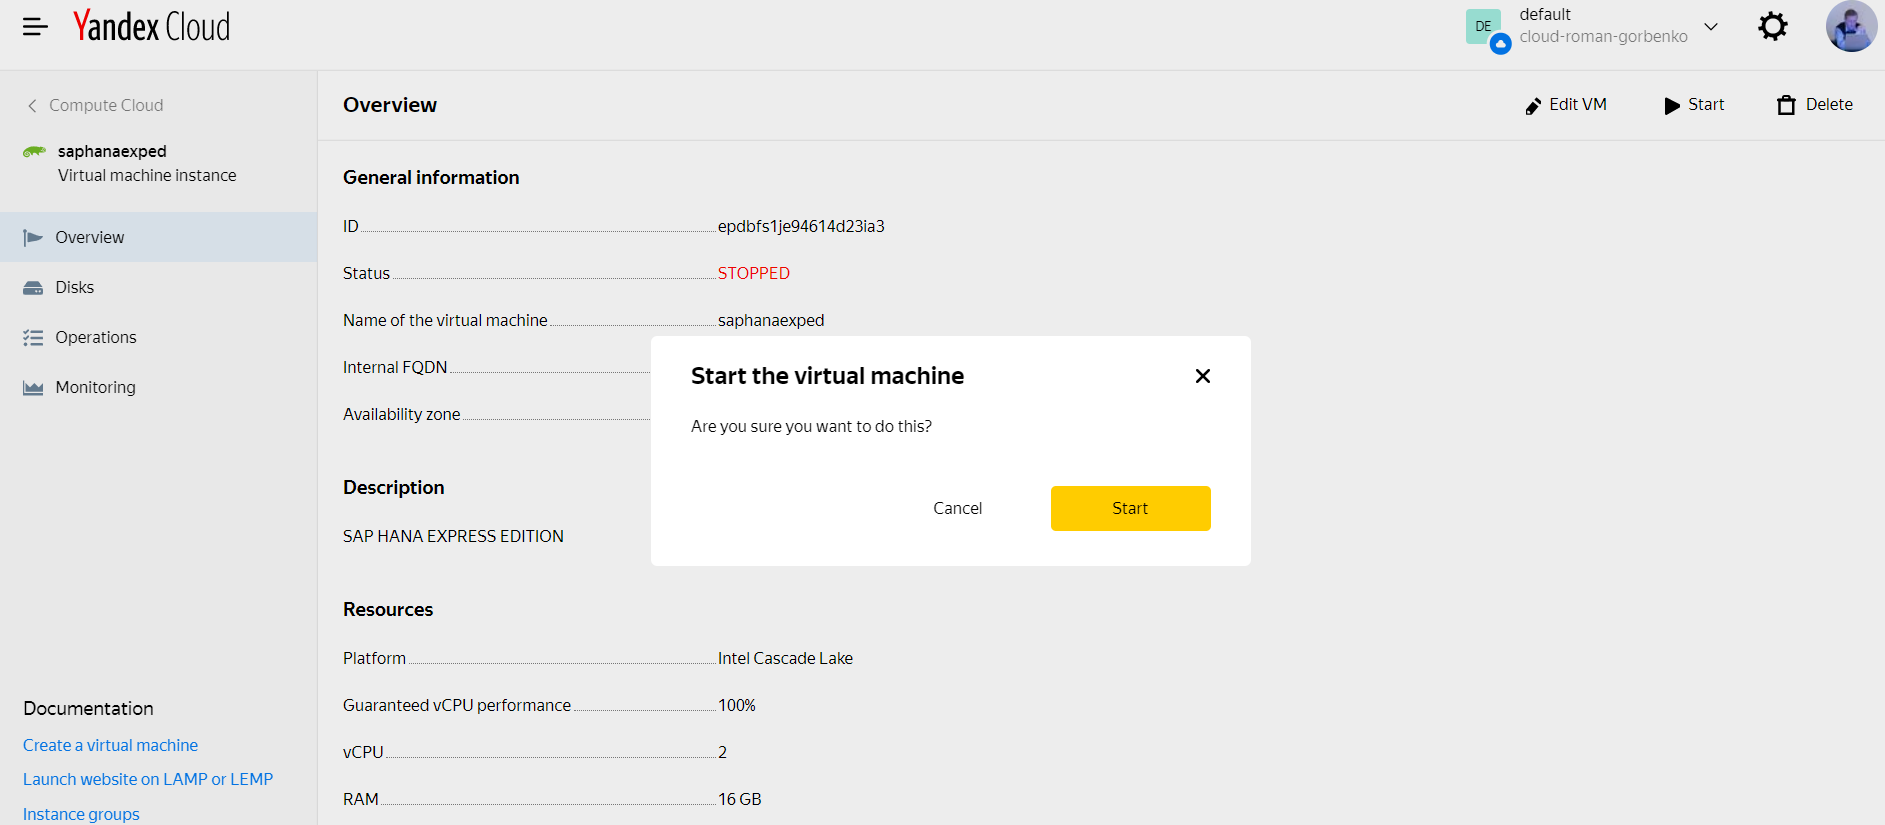 Yandex Cloud
DE
default
cloud-roman-gorbenko
Compute Cloud
saphanaexped
Virtual machine instance
Overview
Disks
Operations
Monitoring
Documentation
Create a virtual machine
Launch website on LAMP or LEMP
Instance groups
Overview
Edit VM
Start
Delete
General information
ID epdbfs1je94614d23ia3
Status STOPPED
Name of the virtual machine saphanaexped
Internal FQDN
Availability zone
Description
SAP HANA EXPRESS EDITION
Resources
Platform Intel Cascade Lake
Guaranteed vCPU performance 100%
vCPU 2
RAM 16 GB
Start the virtual machine
Are you sure you want to do this?
Cancel
Start